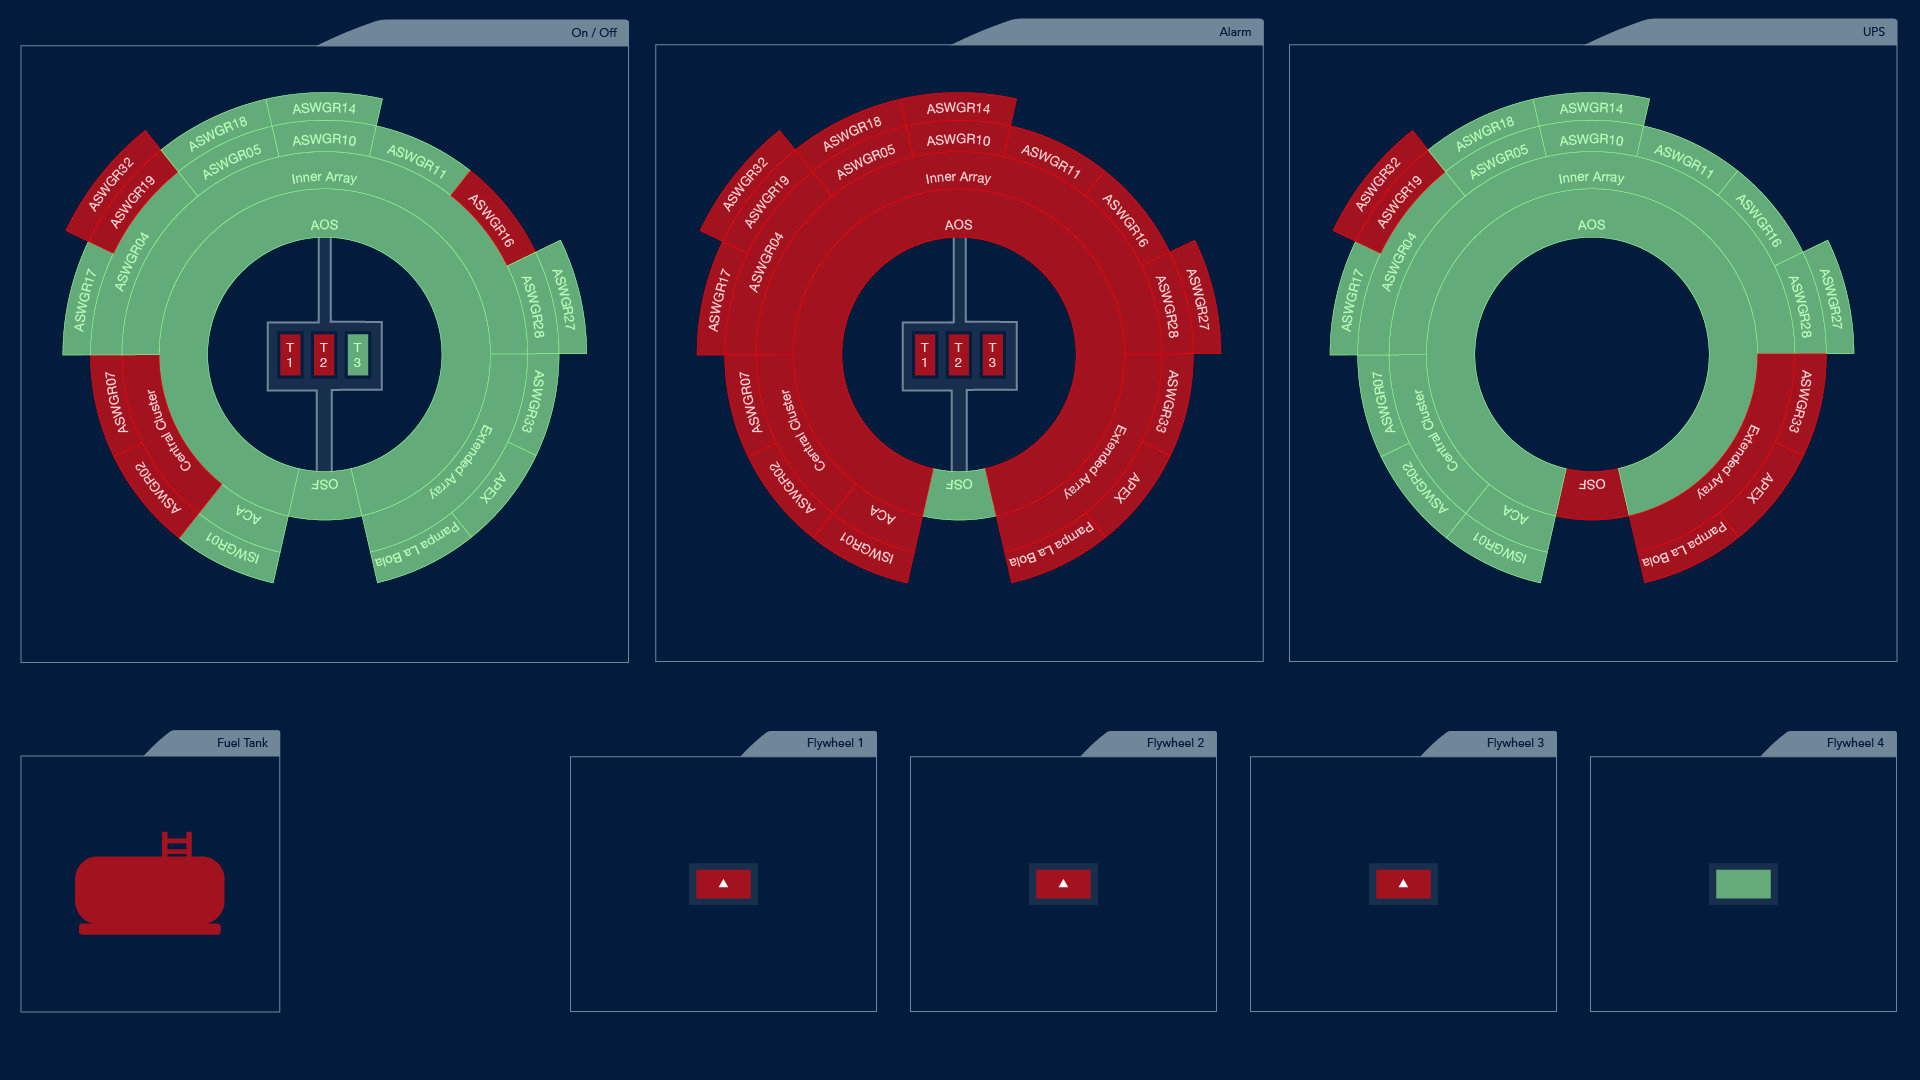 On / Off
ASWGR14
ASWGR18
ASWGR10
ASWGR05
ASWGR11
ASWGR32
ASWGR19
Inner Array
ASWGR16
AOS
ASWGR04
ASWGR17
ASWGR28
ASWGR27
T
1
T
2
T
3
ASWGR07
Central Cluster
ASWGR02
ACA
ISWGR01
OSF
ASWGR33
Extended Array
APEX
Pampa La Bola
Alarm
ASWGR14
ASWGR18
ASWGR10
ASWGR05
ASWGR11
ASWGR32
ASWGR19
Inner Array
ASWGR16
AOS
ASWGR04
ASWGR17
ASWGR28
ASWGR27
T
1
T
2
T
3
ASWGR07
Central Cluster
ASWGR02
ACA
ISWGR01
OSF
ASWGR33
Extended Array
APEX
Pampa La Bola
UPS
ASWGR14
ASWGR18
ASWGR10
ASWGR05
ASWGR11
ASWGR32
ASWGR19
Inner Array
ASWGR16
AOS
ASWGR04
ASWGR17
ASWGR28
ASWGR27
ASWGR07
Central Cluster
ASWGR02
ACA
ISWGR01
OSF
ASWGR33
Extended Array
APEX
Pampa La Bola
Fuel Tank
Flywheel 1
Flywheel 2
Flywheel 3
Flywheel 4